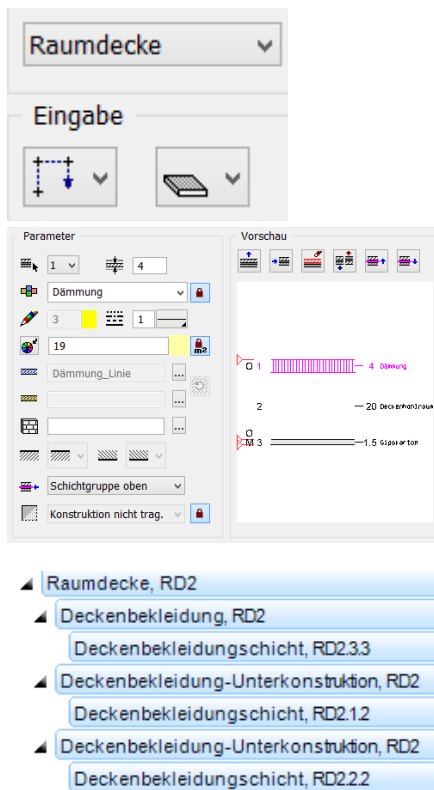 Raumdecke
Eingabe
Parameter
1
4
Dämmung
3
1
19
m2
Dämmung_Linie
...
...
...
Schichtgruppe oben
Konstruktion nicht trag.
Vorschau
O 1
4 Dämmung
2
20 Deckenhohlraum
O
M 3
1.5 Gipskarton
Raumdecke, RD2
Deckenbekleidung, RD2
Deckenbekleidungschicht, RD2.3.3
Deckenbekleidung-Unterkonstruktion, RD2
Deckenbekleidungschicht, RD2.1.2
Deckenbekleidung-Unterkonstruktion, RD2
Deckenbekleidungschicht, RD2.2.2